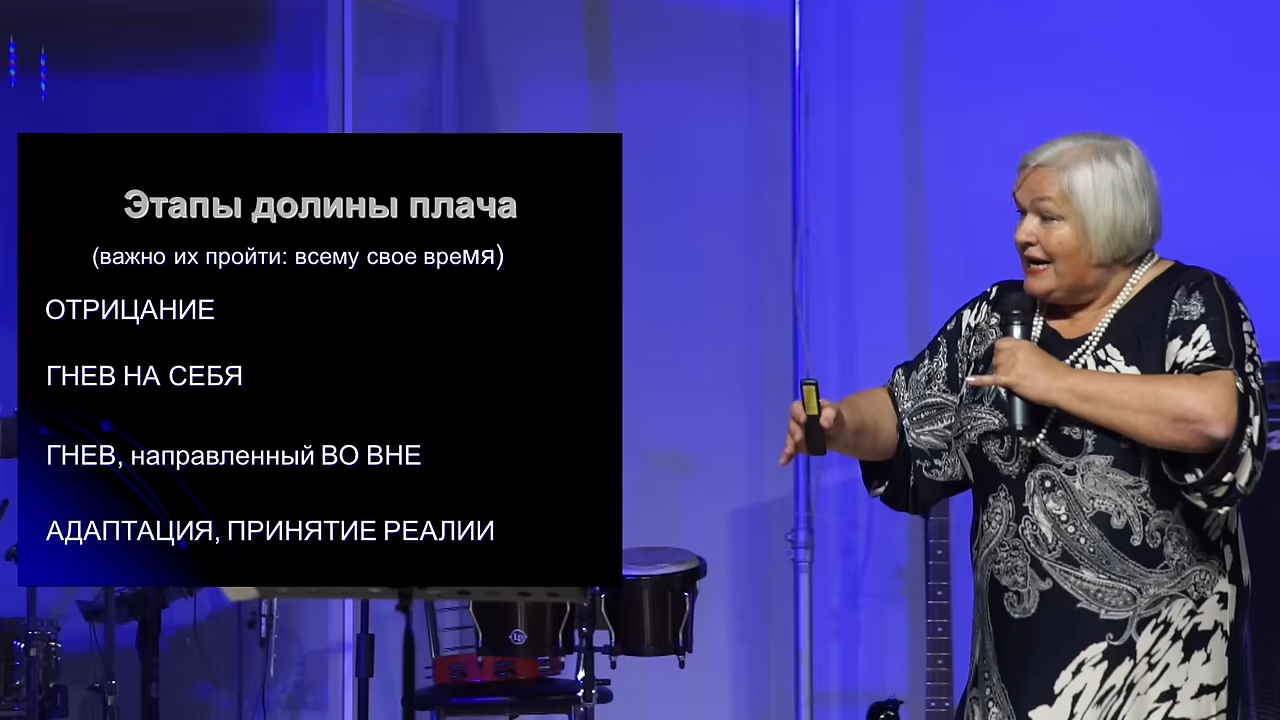 Этапы долины плача
(важно их пройти: всему свое время)
ОТРИЦАНИЕ
ГНЕВ НА СЕБЯ
ГНЕВ, направленный ВО ВНЕ
АДАПТАЦИЯ, ПРИНЯТИЕ РЕАЛИИ
LP